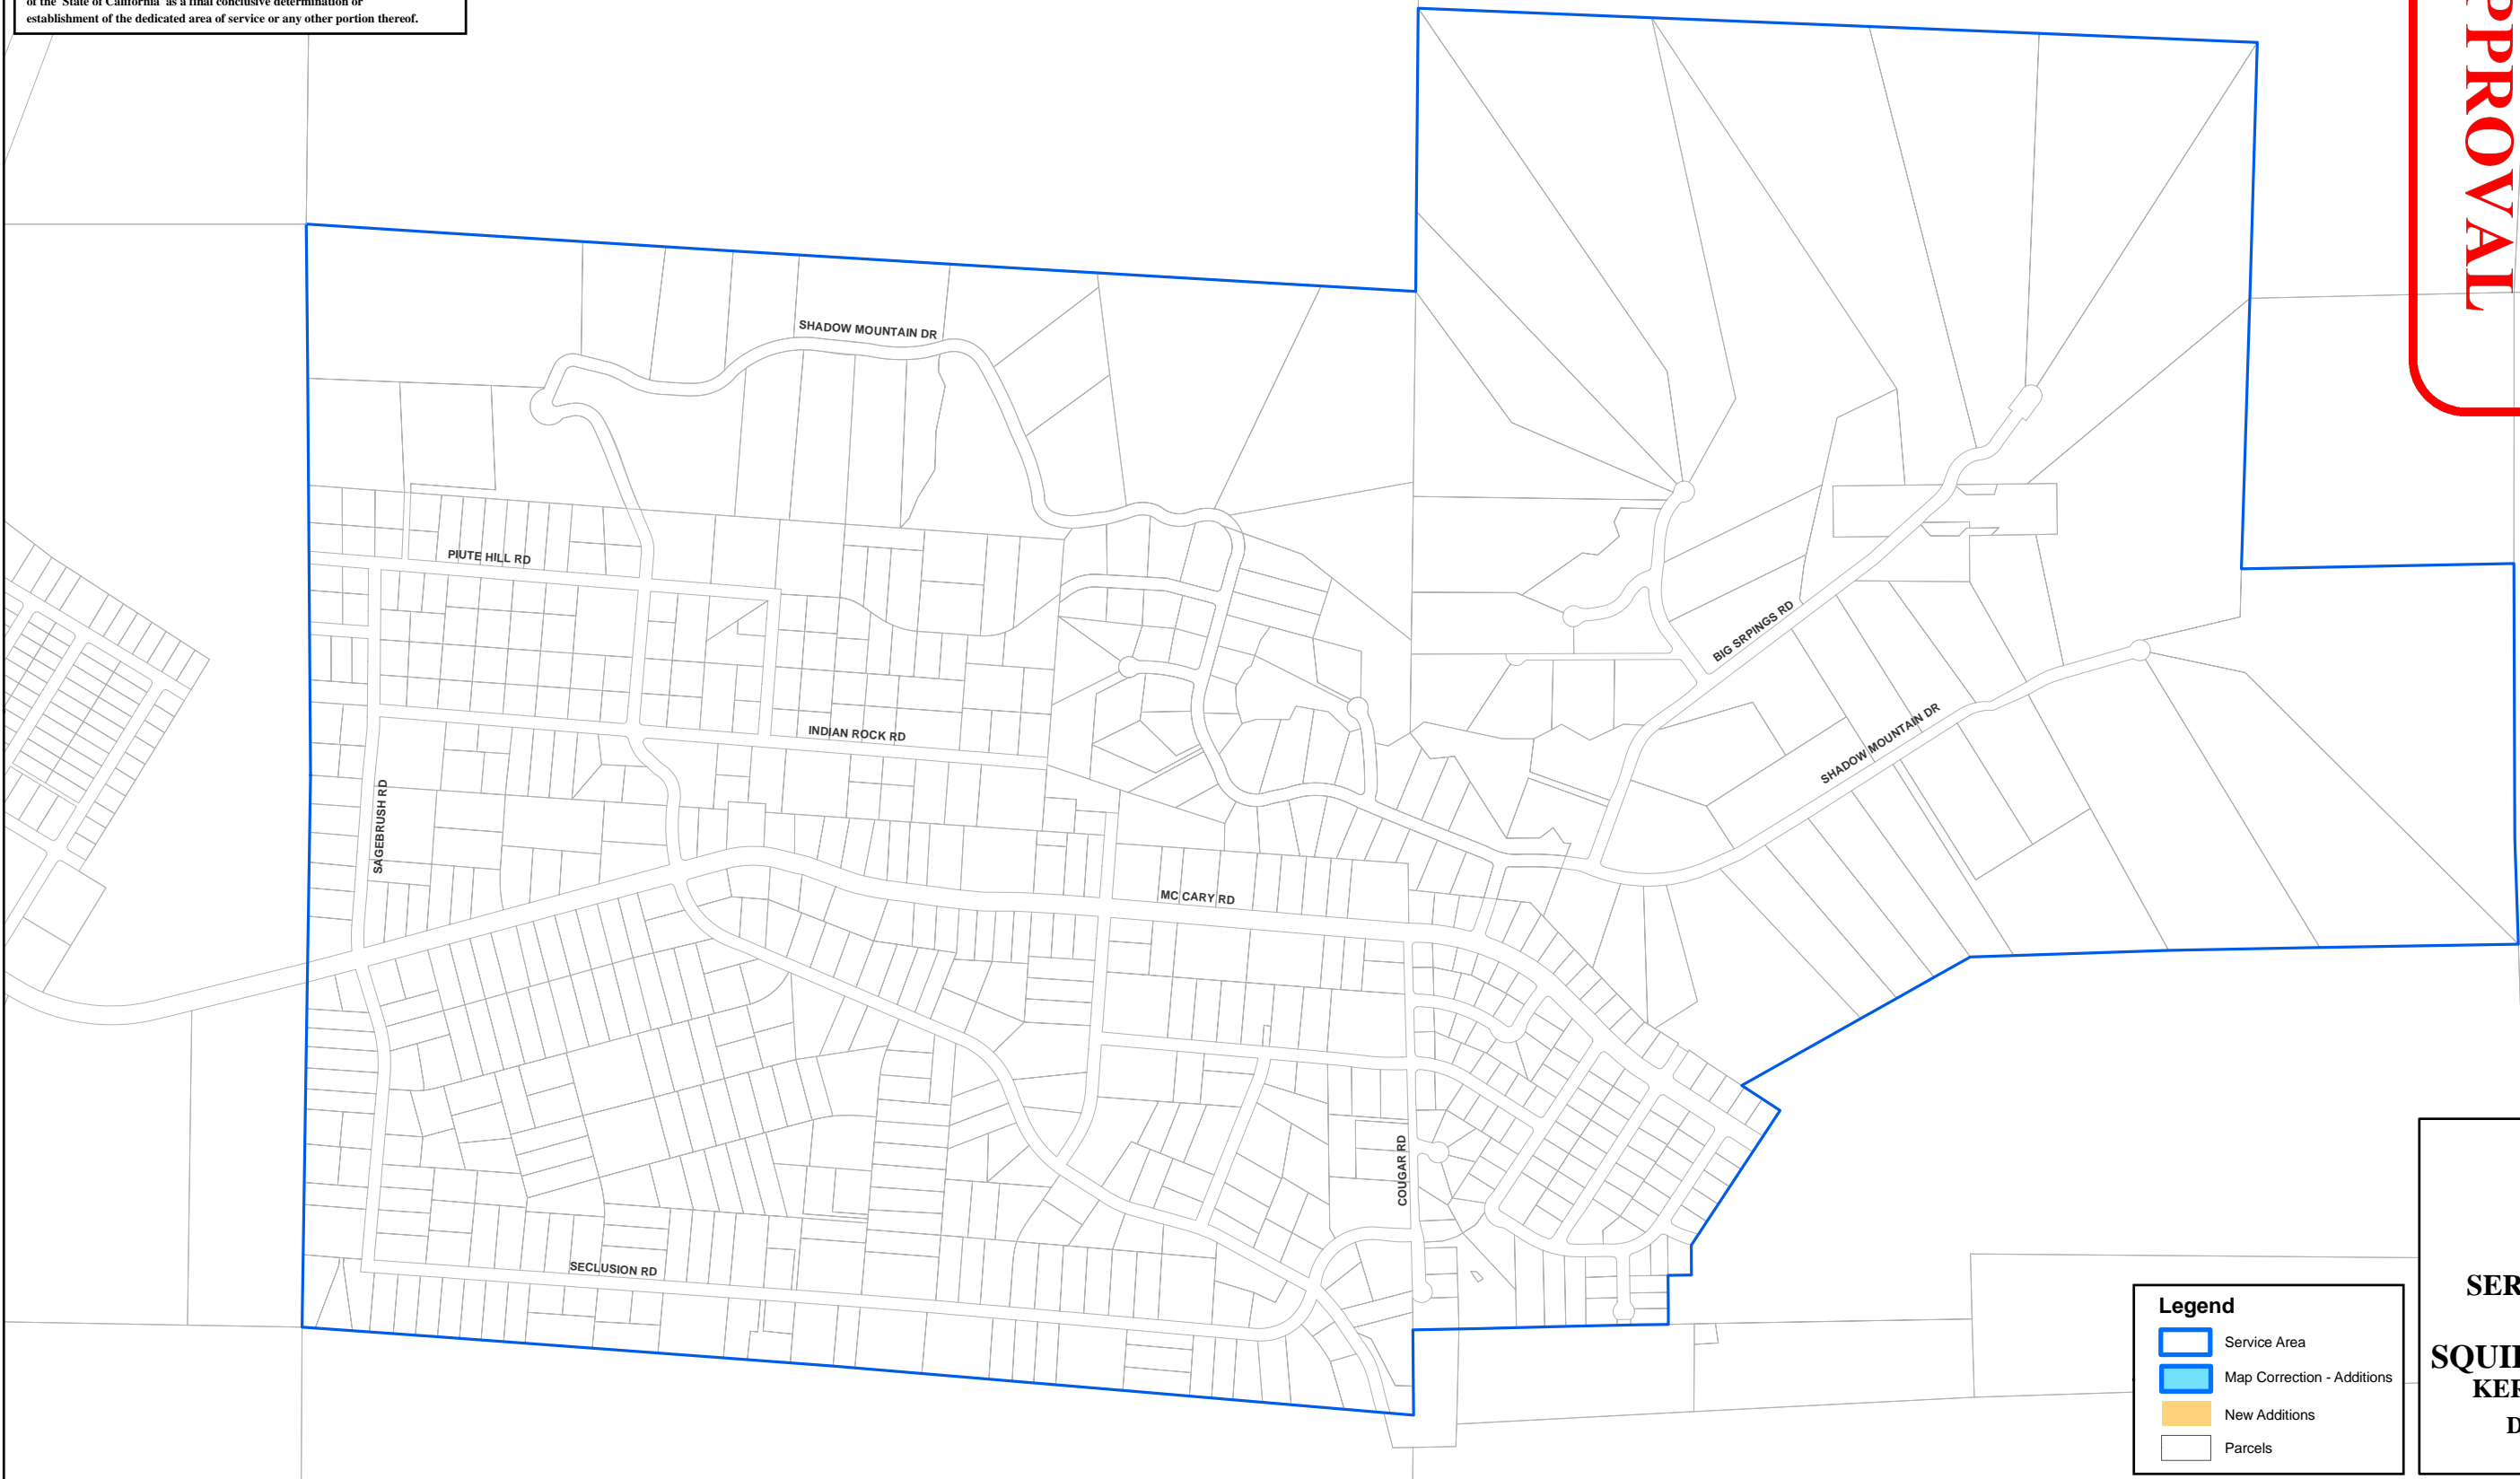 of the State of California as a final conclusive determination or
establishment of the dedicated area of service or any other portion thereof.
PPROVAL
SHADOW MOUNTAIN DR
PIUTE HILL RD
BIG SRPINGS RD
SHADOW MOUNTAIN DR
INDIAN ROCK RD
SAGEBRUSH RD
MC CARY RD
COUGAR RD
SECLUSION RD
Legend
Service Area
Map Correction - Additions
New Additions
Parcels
SER
SQUI
KER
D